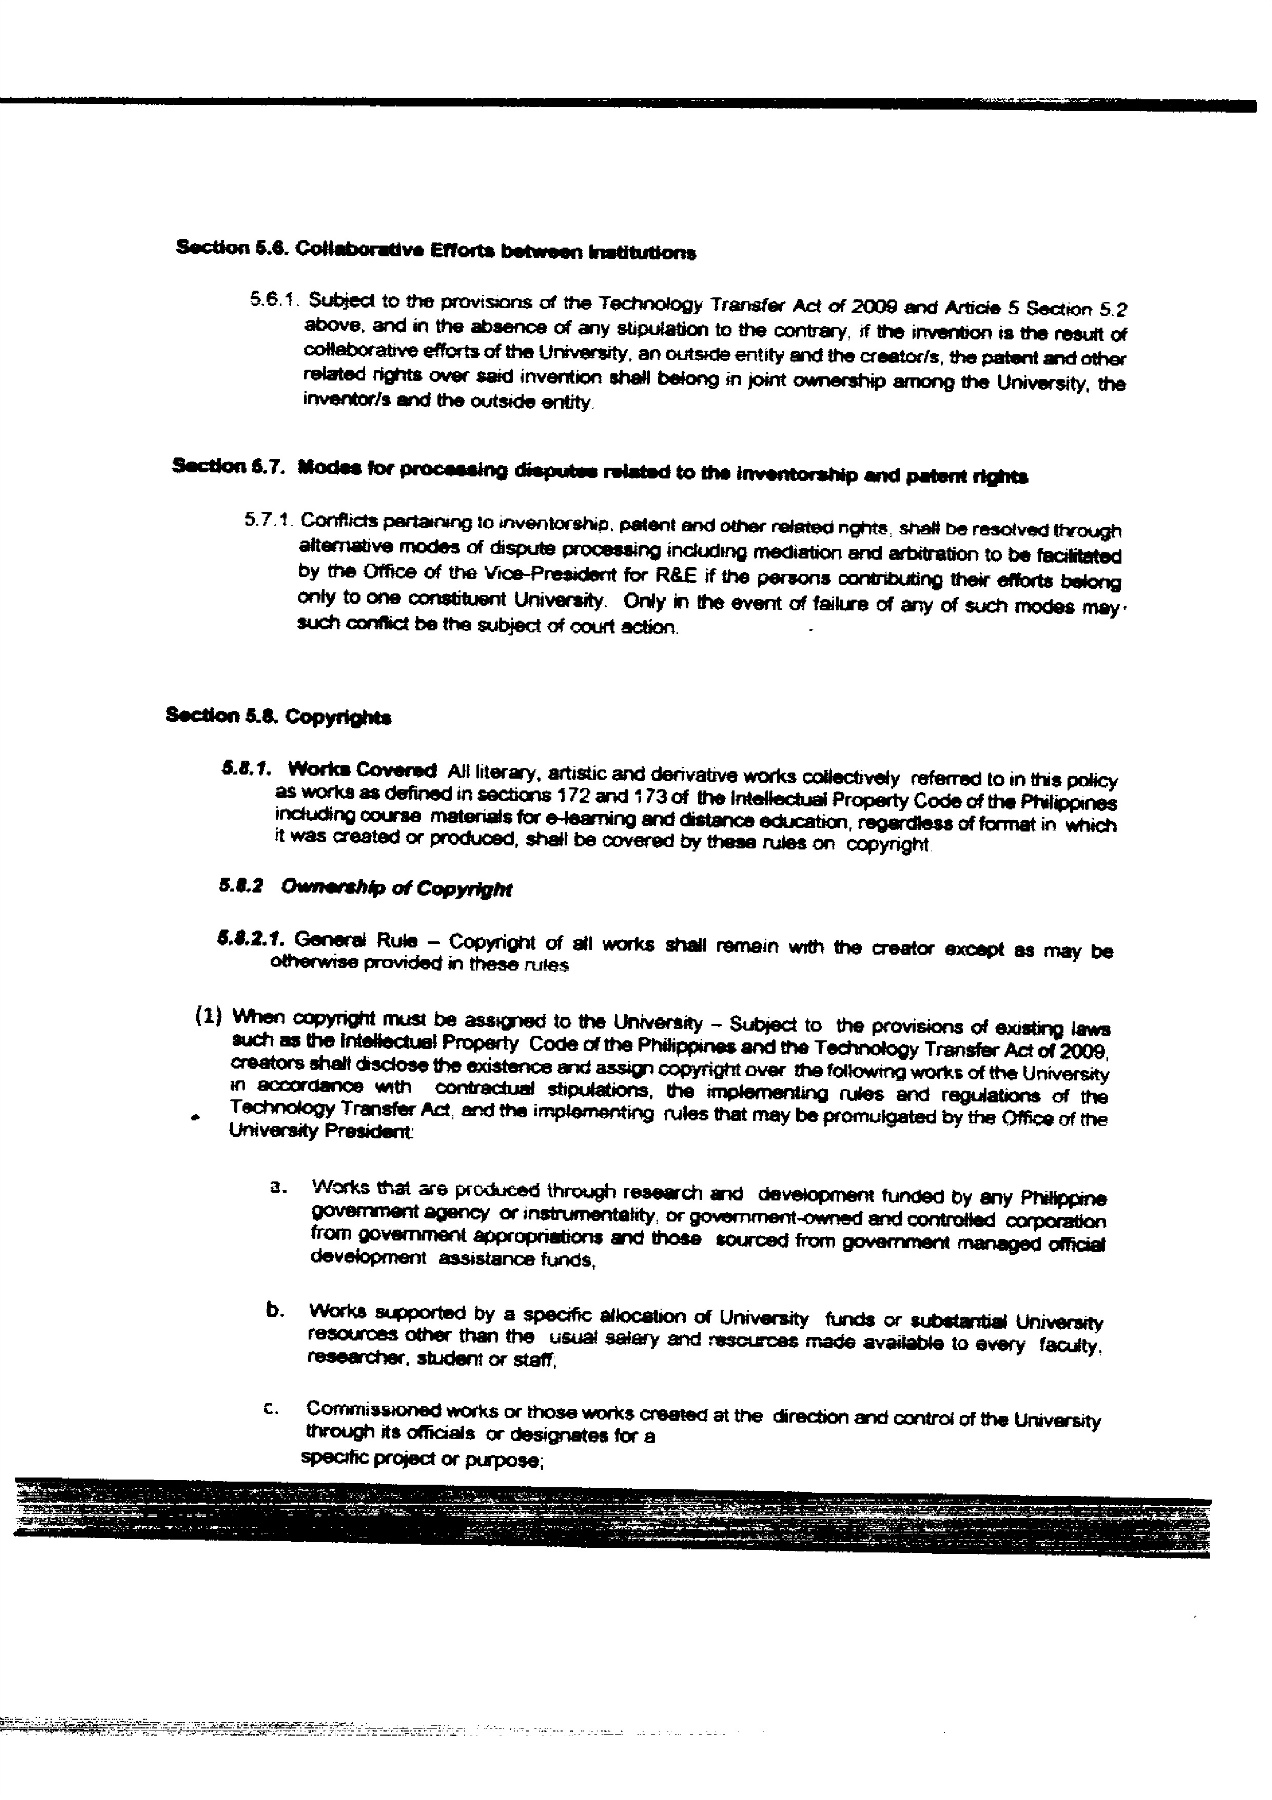 Section 5.6. Collaborative Efforts between Institutions
5.6.1. Subject to the provisions of the Technology Transfer Act of 2009 and Article 5 Section 5.2
above, and in the absence of any stipulation to the contrary, if the invention is the result of
collaborative efforts of the University, an outside entity and the creator/s, the patent and other
related rights over said invention shall belong in joint ownership among the University, the
inventor/s and the outside entity.
Section 5.7. Modes for processing disputes related to the inventorship and patent rights
5.7.1. Conflicts pertaining to inventorship, patent and other related rights, shall be resolved through
alternative modes of dispute processing including mediation and arbitration to be facilitated
by the Office of the Vice-President for R&E if the persons contributing their efforts belong
only to one constituent University. Only in the event of failure of any of such modes may
such conflict be the subject of court action.
Section 5.8. Copyrights
5.8.1. Works Covered All literary, artistic and derivative works collectively referred to in this policy
as works as defined in sections 172 and 173 of the Intellectual Property Code of the Philippines
including course materials for e-learning and distance education, regardless of format in which
it was created or produced, shall be covered by these rules on copyright
5.8.2 Ownership of Copyright
5.8.2.1. General Rule – Copyright of all works shall remain with the creator except as may be
otherwise provided in these rules
(1) When copyright must be assigned to the University – Subject to the provisions of existing laws
such as the Intellectual Property Code of the Philippines and the Technology Transfer Act of 2009,
creators shall disclose the existence and assign copyright over the following works of the University
in accordance with contractual stipulations, the implementing rules and regulations of the
Technology Transfer Act, and the implementing rules that may be promulgated by the Office of the
University President:
a. Works that are produced through research and development funded by any Philippine
government agency or instrumentality, or government-owned and controlled corporation
from government appropriations and those sourced from government managed official
development assistance funds,
b. Works supported by a specific allocation of University funds or substantial University
resources other than the usual salary and resources made available to every faculty,
researcher, student or staff;
c. Commissioned works or those works created at the direction and control of the University
through its officials or designates for a
specific project or purpose;